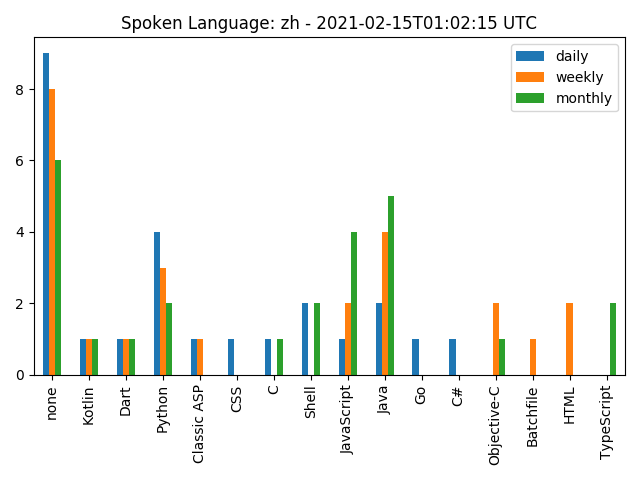 Spoken Language: zh - 2021-02-15T01:02:15 UTC
daily
weekly
monthly
8
6
4
2
0
none
Kotlin
Dart
Python
Classic ASP
CSS
C
Shell
JavaScript
Java
Go
C#
Objective-C
Batchfile
HTML
TypeScript